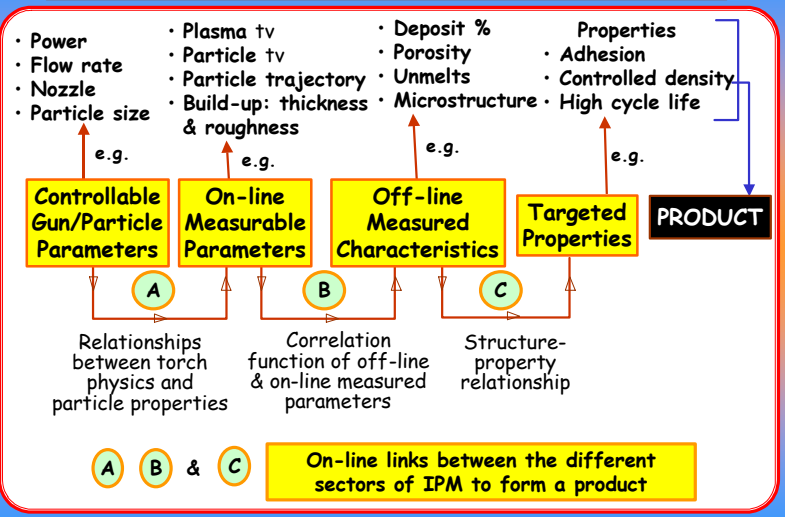 · Power
· Flow rate
· Nozzle
· Particle size
· Plasma tv
· Particle tv
· Particle trajectory
· Build-up: thickness
& roughness
· Deposit %
· Porosity
· Unmelts
· Microstructure
Properties
· Adhesion
· Controlled density
· High cycle life
e.g.
e.g.
e.g.
e.g.
Controllable
Gun/Particle
Parameters
On-line
Measurable
Parameters
Off-line
Measured
Characteristics
Targeted
Properties
PRODUCT
A
B
C
Relationships
between torch
physics and
particle properties
Correlation
function of off-line
& on-line measured
parameters
Structure-
property
relationship
A B & C
On-line links between the different
sectors of IPM to form a product